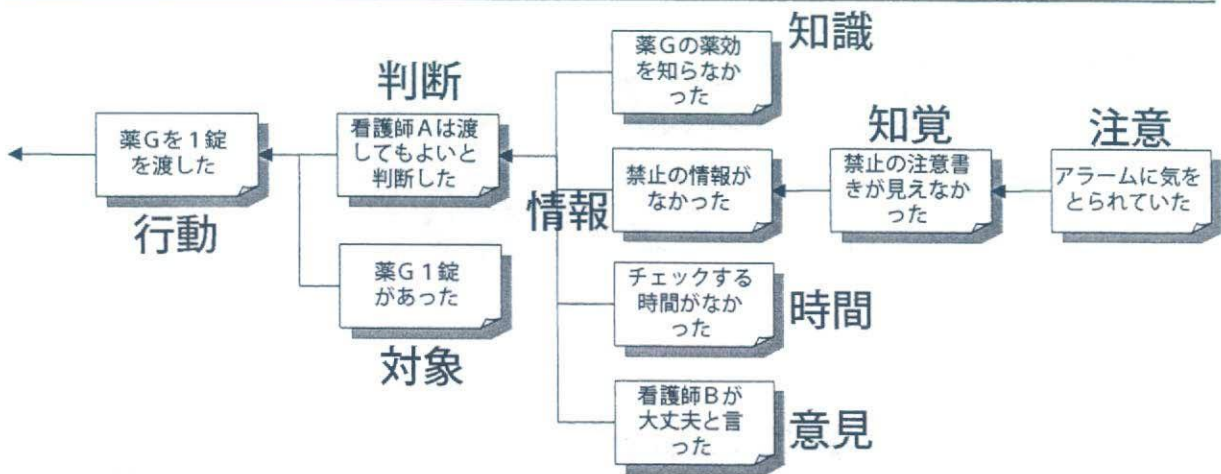 薬Gを1錠
を渡した
行動
判断
看護師Aは渡
してもよいと
判断した
薬G1錠
があった
対象
情報
薬Gの薬効
を知らなか
った
知識
禁止の情報が
なかった
知覚
禁止の注意書
きが見えなか
った
注意
アラームに気を
とられていた
チェックする
時間がなか
った
時間
看護師Bが
大丈夫と言
った
意見